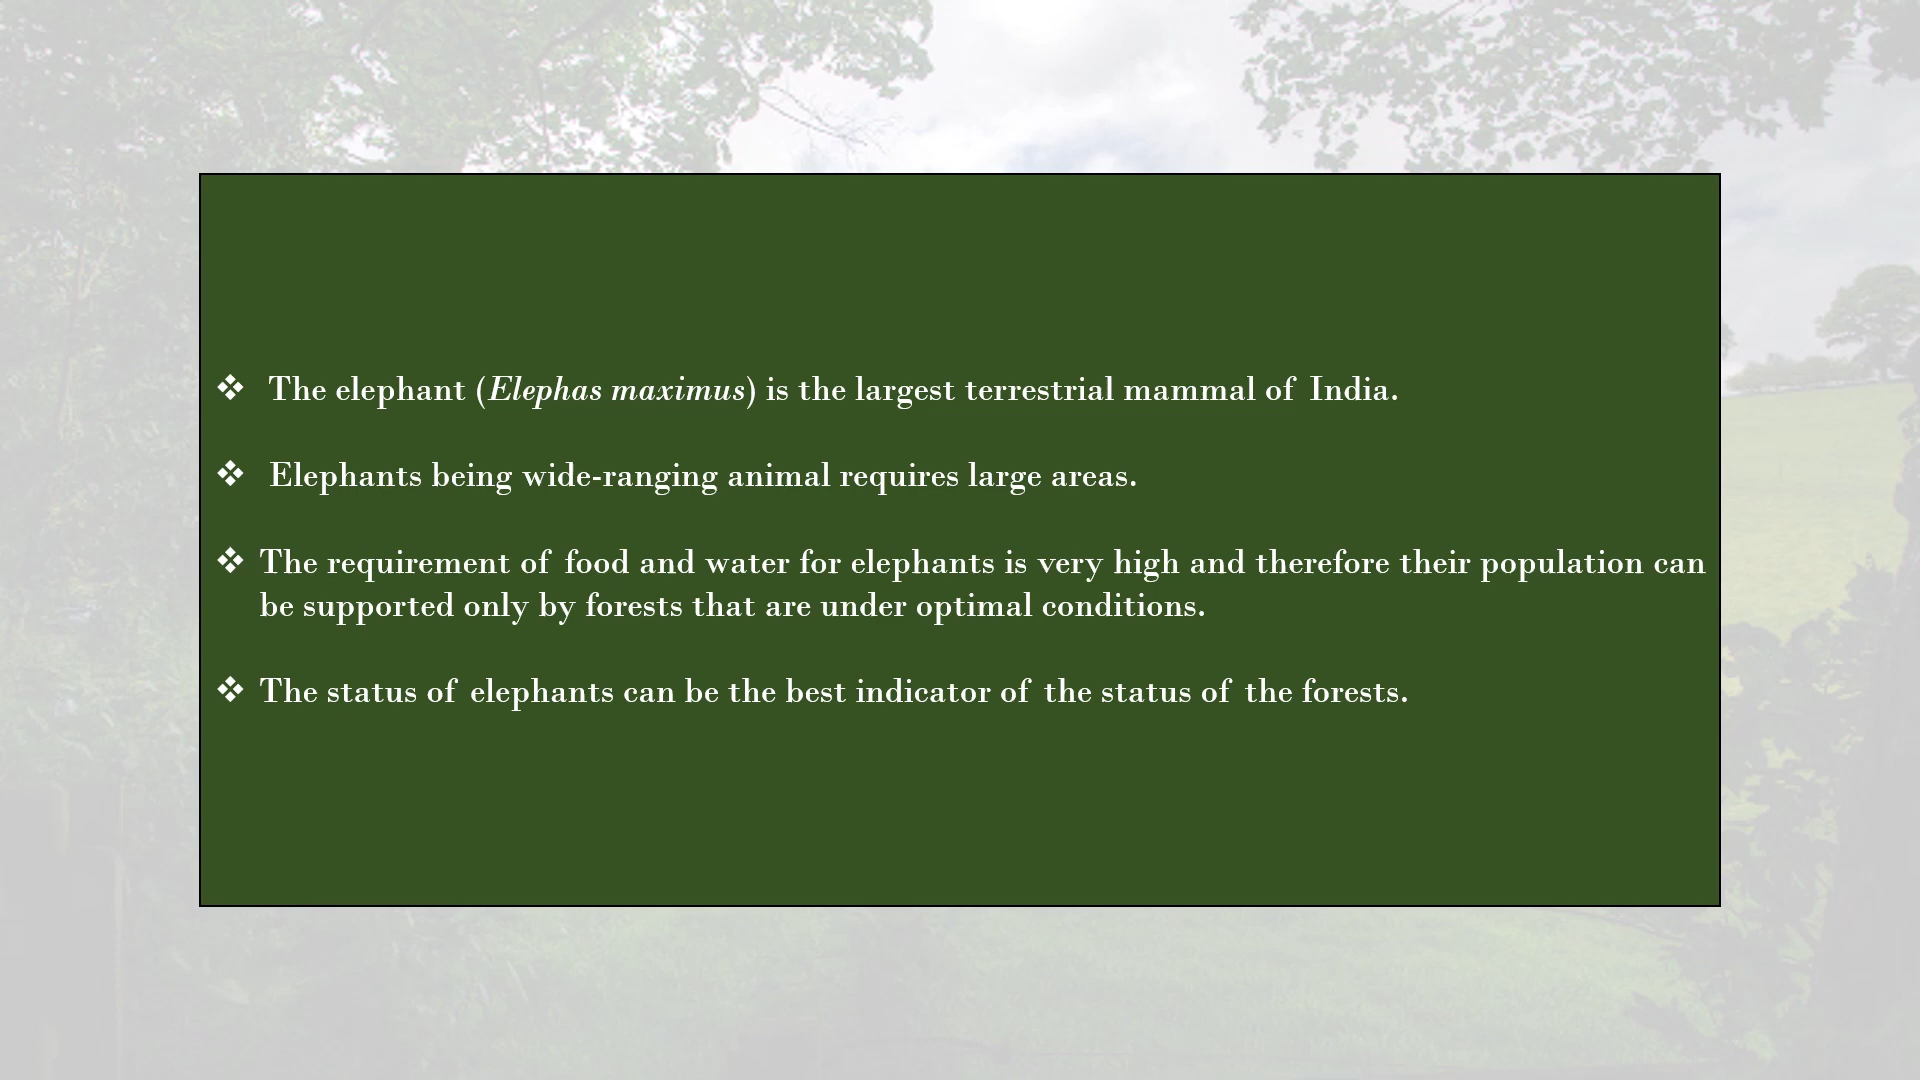 ❖ The elephant (Elephas maximus) is the largest terrestrial mammal of India.
❖ Elephants being wide-ranging animal requires large areas.
❖ The requirement of food and water for elephants is very high and therefore their population can
be supported only by forests that are under optimal conditions.
❖ The status of elephants can be the best indicator of the status of the forests.